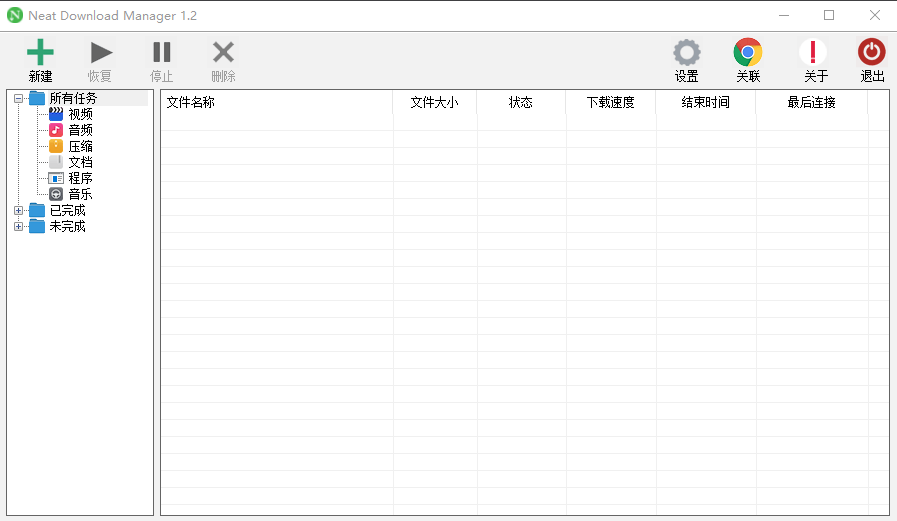 Neat Download Manager 1.2
新建
恢复
停止
删除
设置
关联
关于
退出
所有任务
视频
音频
压缩
文档
程序
音乐
已完成
未完成
文件名称 文件大小 状态 下载速度 结束时间 最后连接